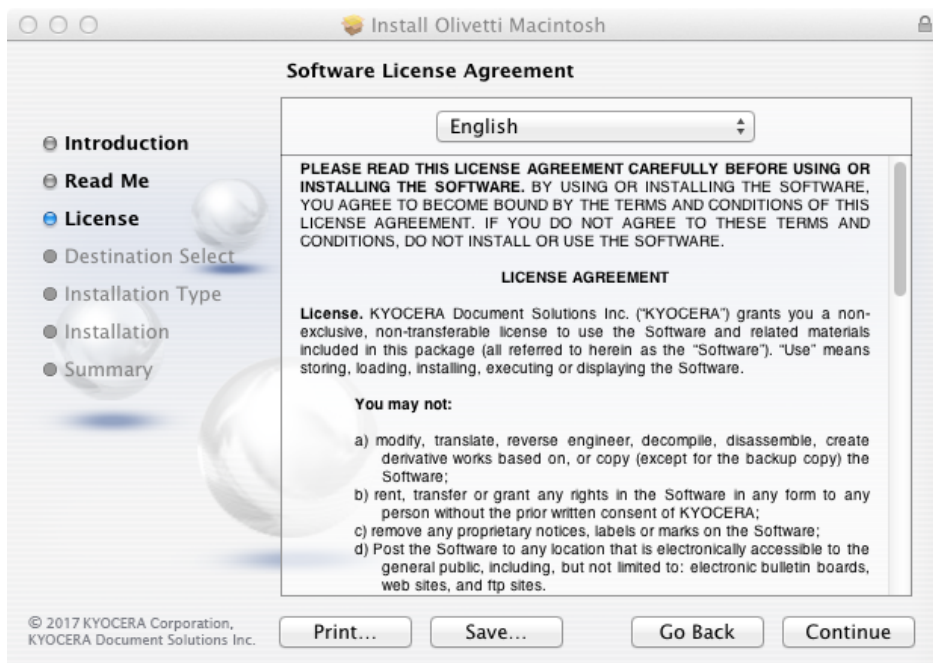 Install Olivetti Macintosh
Software License Agreement
Introduction
Read Me
License
Destination Select
Installation Type
Installation
Summary
English
PLEASE READ THIS LICENSE AGREEMENT CAREFULLY BEFORE USING OR
INSTALLING THE SOFTWARE. BY USING OR INSTALLING THE SOFTWARE,
YOU AGREE TO BECOME BOUND BY THE TERMS AND CONDITIONS OF THIS
LICENSE AGREEMENT. IF YOU DO NOT AGREE TO THESE TERMS AND
CONDITIONS, DO NOT INSTALL OR USE THE SOFTWARE.
LICENSE AGREEMENT
License. KYOCERA Document Solutions Inc. (“KYOCERA”) grants you a non-
exclusive, non-transferable license to use the Software and related materials
included in this package (all referred to herein as the “Software”). “Use” means
storing, loading, installing, executing or displaying the Software.
You may not:
a) modify, translate, reverse engineer, decompile, disassemble, create
derivative works based on, or copy (except for the backup copy) the
Software;
b) rent, transfer or grant any rights in the Software in any form to any
person without the prior written consent of KYOCERA;
c) remove any proprietary notices, labels or marks on the Software;
d) Post the Software to any location that is electronically accessible to the
general public, including, but not limited to: electronic bulletin boards,
web sites, and ftp sites.
© 2017 KYOCERA Corporation,
KYOCERA Document Solutions Inc.
Print...
Save...
Go Back
Continue